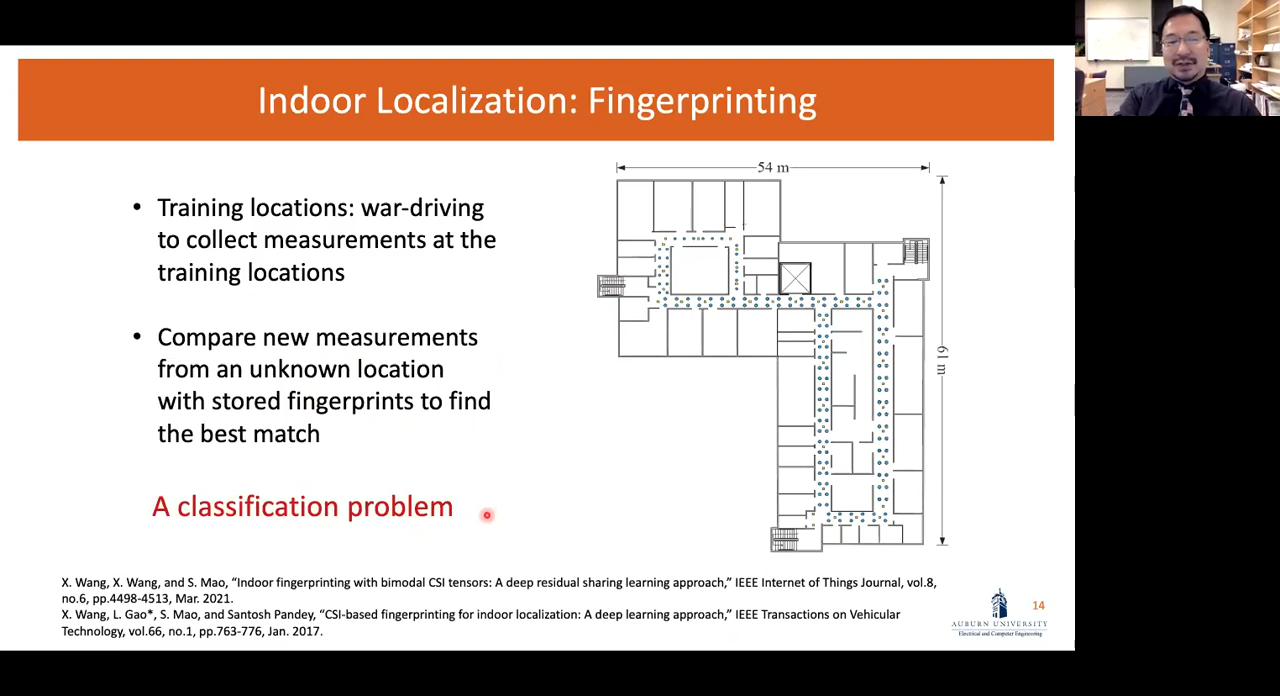 Indoor Localization: Fingerprinting
• Training locations: war-driving
to collect measurements at the
training locations
• Compare new measurements
from an unknown location
with stored fingerprints to find
the best match
A classification problem
54 m
61 m
X. Wang, X. Wang, and S. Mao, “Indoor fingerprinting with bimodal CSI tensors: A deep residual sharing learning approach,” IEEE Internet of Things Journal, vol.8,
no.6, pp.4498-4513, Mar. 2021.
X. Wang, L. Gao*, S. Mao, and Santosh Pandey, “CSI-based fingerprinting for indoor localization: A deep learning approach,” IEEE Transactions on Vehicular
Technology, vol.66, no.1, pp.763-776, Jan. 2017.
14
AUBURN UNIVERSITY
Electrical and Computer Engineering